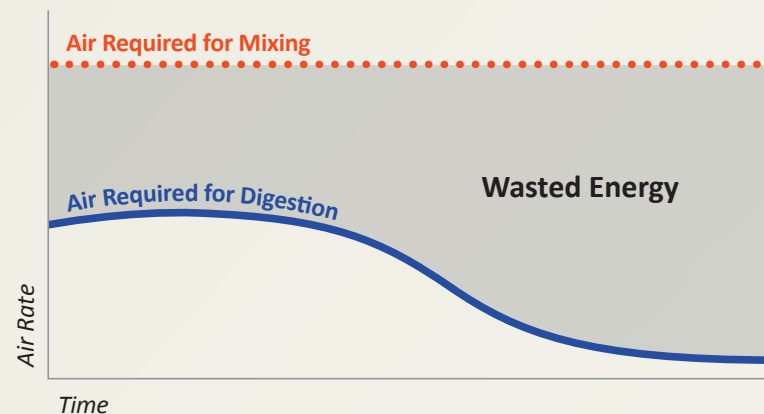 Air Required for Mixing
Air Required for Digestion
Wasted Energy
Air Rate
Time